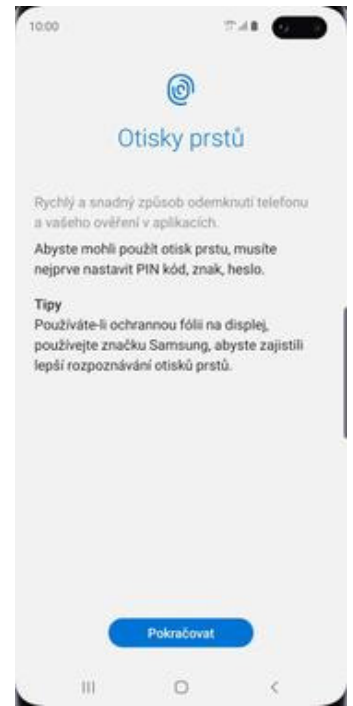 10:00
Otisky prstů
Rychlý a snadný způsob odemknutí telefonu
a vašeho ověření v aplikacích.
Abyste mohli použít otisk prstu, musíte
nejprve nastavit PIN kód, znak, heslo.
Tipy
Používáte-li ochrannou fólii na displej,
používejte značku Samsung, abyste zajistili
lepší rozpoznávání otisků prstů.
Pokračovat